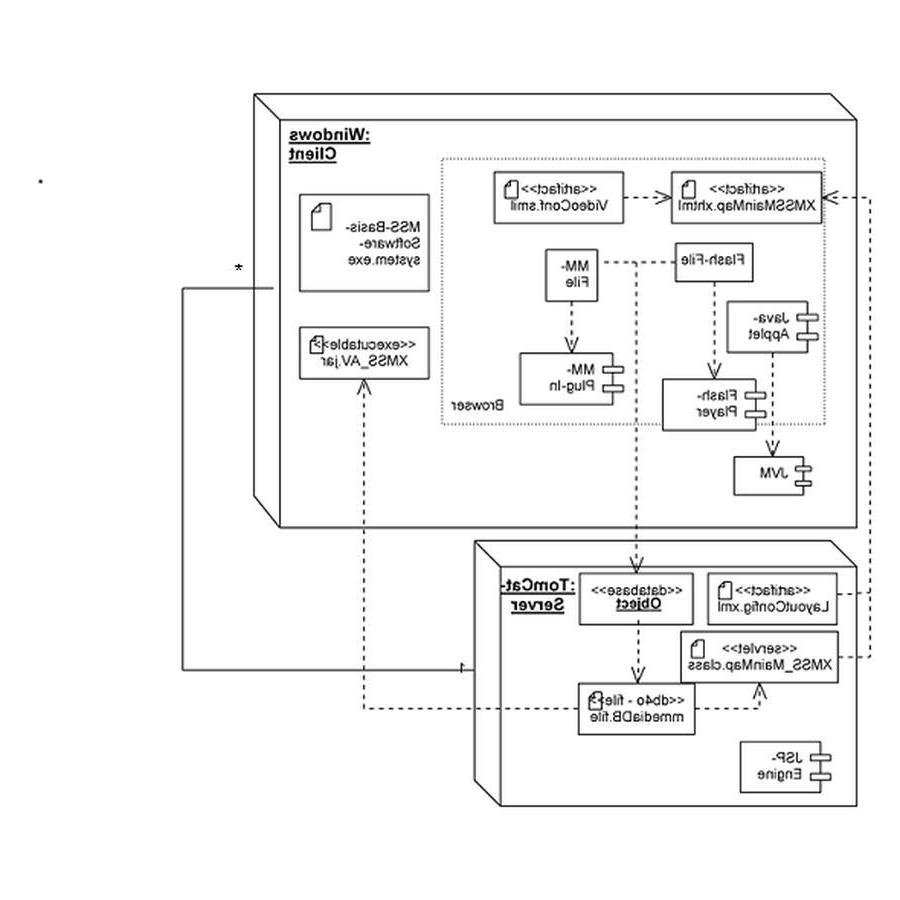 :Windows
Client
MSS-Basis-
Software-
system.exe
<<executable>>
XMSS_AV.jar
<<artifact>>
VideoConf.smil
<<artifact>>
XMSSMainMap.xhtml
MM-
File
Flash-File
Java-
Applet
MM-
Plug-In
Flash-
Player
Browser
JVM
*
1
:TomCat-
Server
<<database>>
Object
<<artifact>>
LayoutConfig.xml
<<servlet>>
XMSS_MainMap.class
<<db4o - file>>
mmediaDB.file
JSP-
Engine